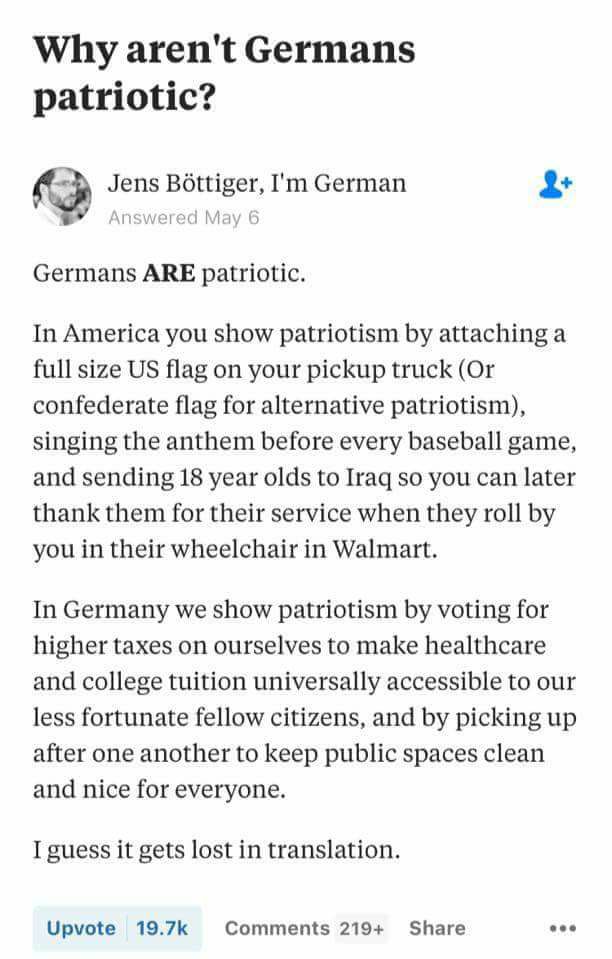 Why aren't Germans
patriotic?
Jens Böttiger, I'm German
Answered May 6
Germans ARE patriotic.
In America you show patriotism by attaching a
full size US flag on your pickup truck (Or
confederate flag for alternative patriotism),
singing the anthem before every baseball game,
and sending 18 year olds to Iraq so you can later
thank them for their service when they roll by
you in their wheelchair in Walmart.
In Germany we show patriotism by voting for
higher taxes on ourselves to make healthcare
and college tuition universally accessible to our
less fortunate fellow citizens, and by picking up
after one another to keep public spaces clean
and nice for everyone.
I guess it gets lost in translation.
Upvote 19.7k Comments 219+ Share